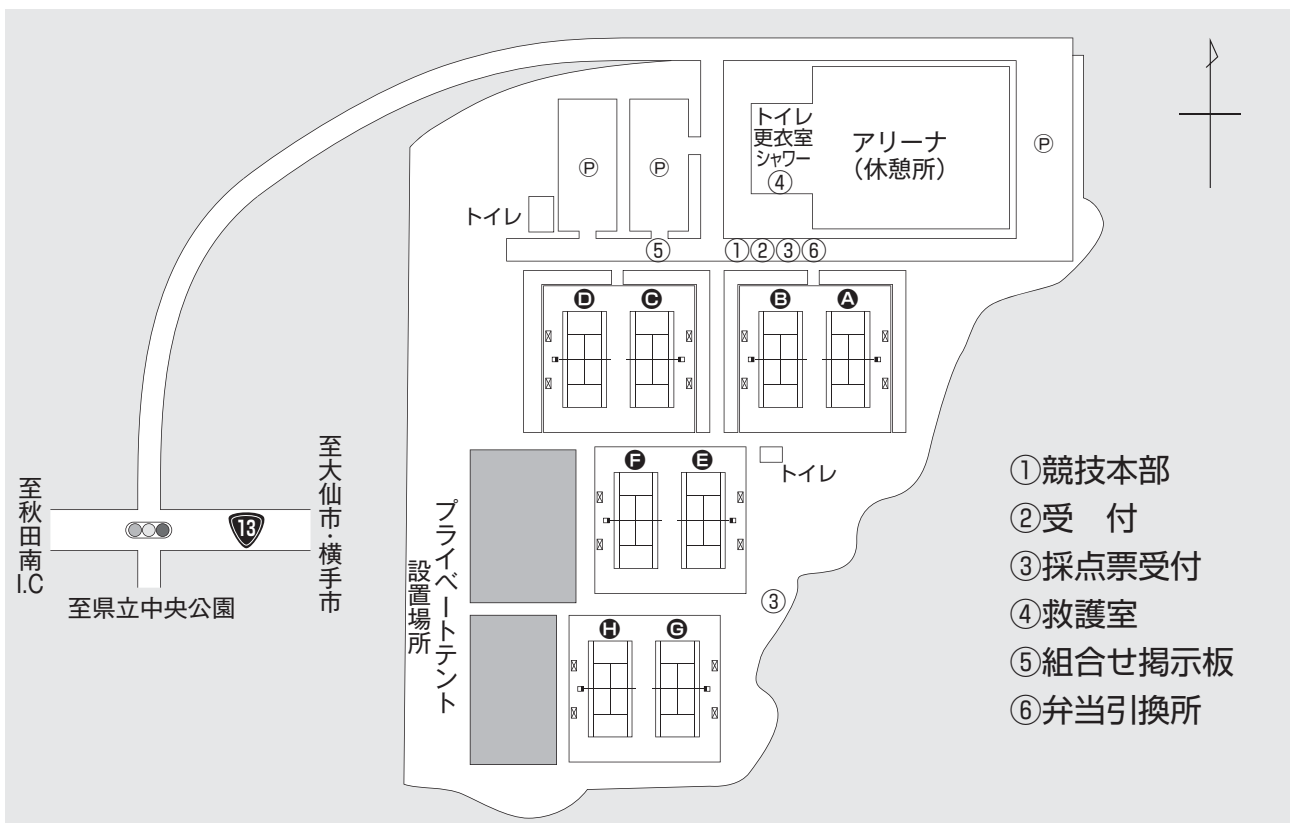 トイレ
更衣室
シャワー
④
アリーナ
(休憩所)
Ⓟ
Ⓟ
Ⓟ
トイレ
⑤
①②③⑥
D
C
B
A
F
E
トイレ
③
H
G
プライベートテント
設置場所
至秋田南I.C
13
至大仙市・横手市
至県立中央公園
①競技本部
②受　付
③採点票受付
④救護室
⑤組合せ掲示板
⑥弁当引換所